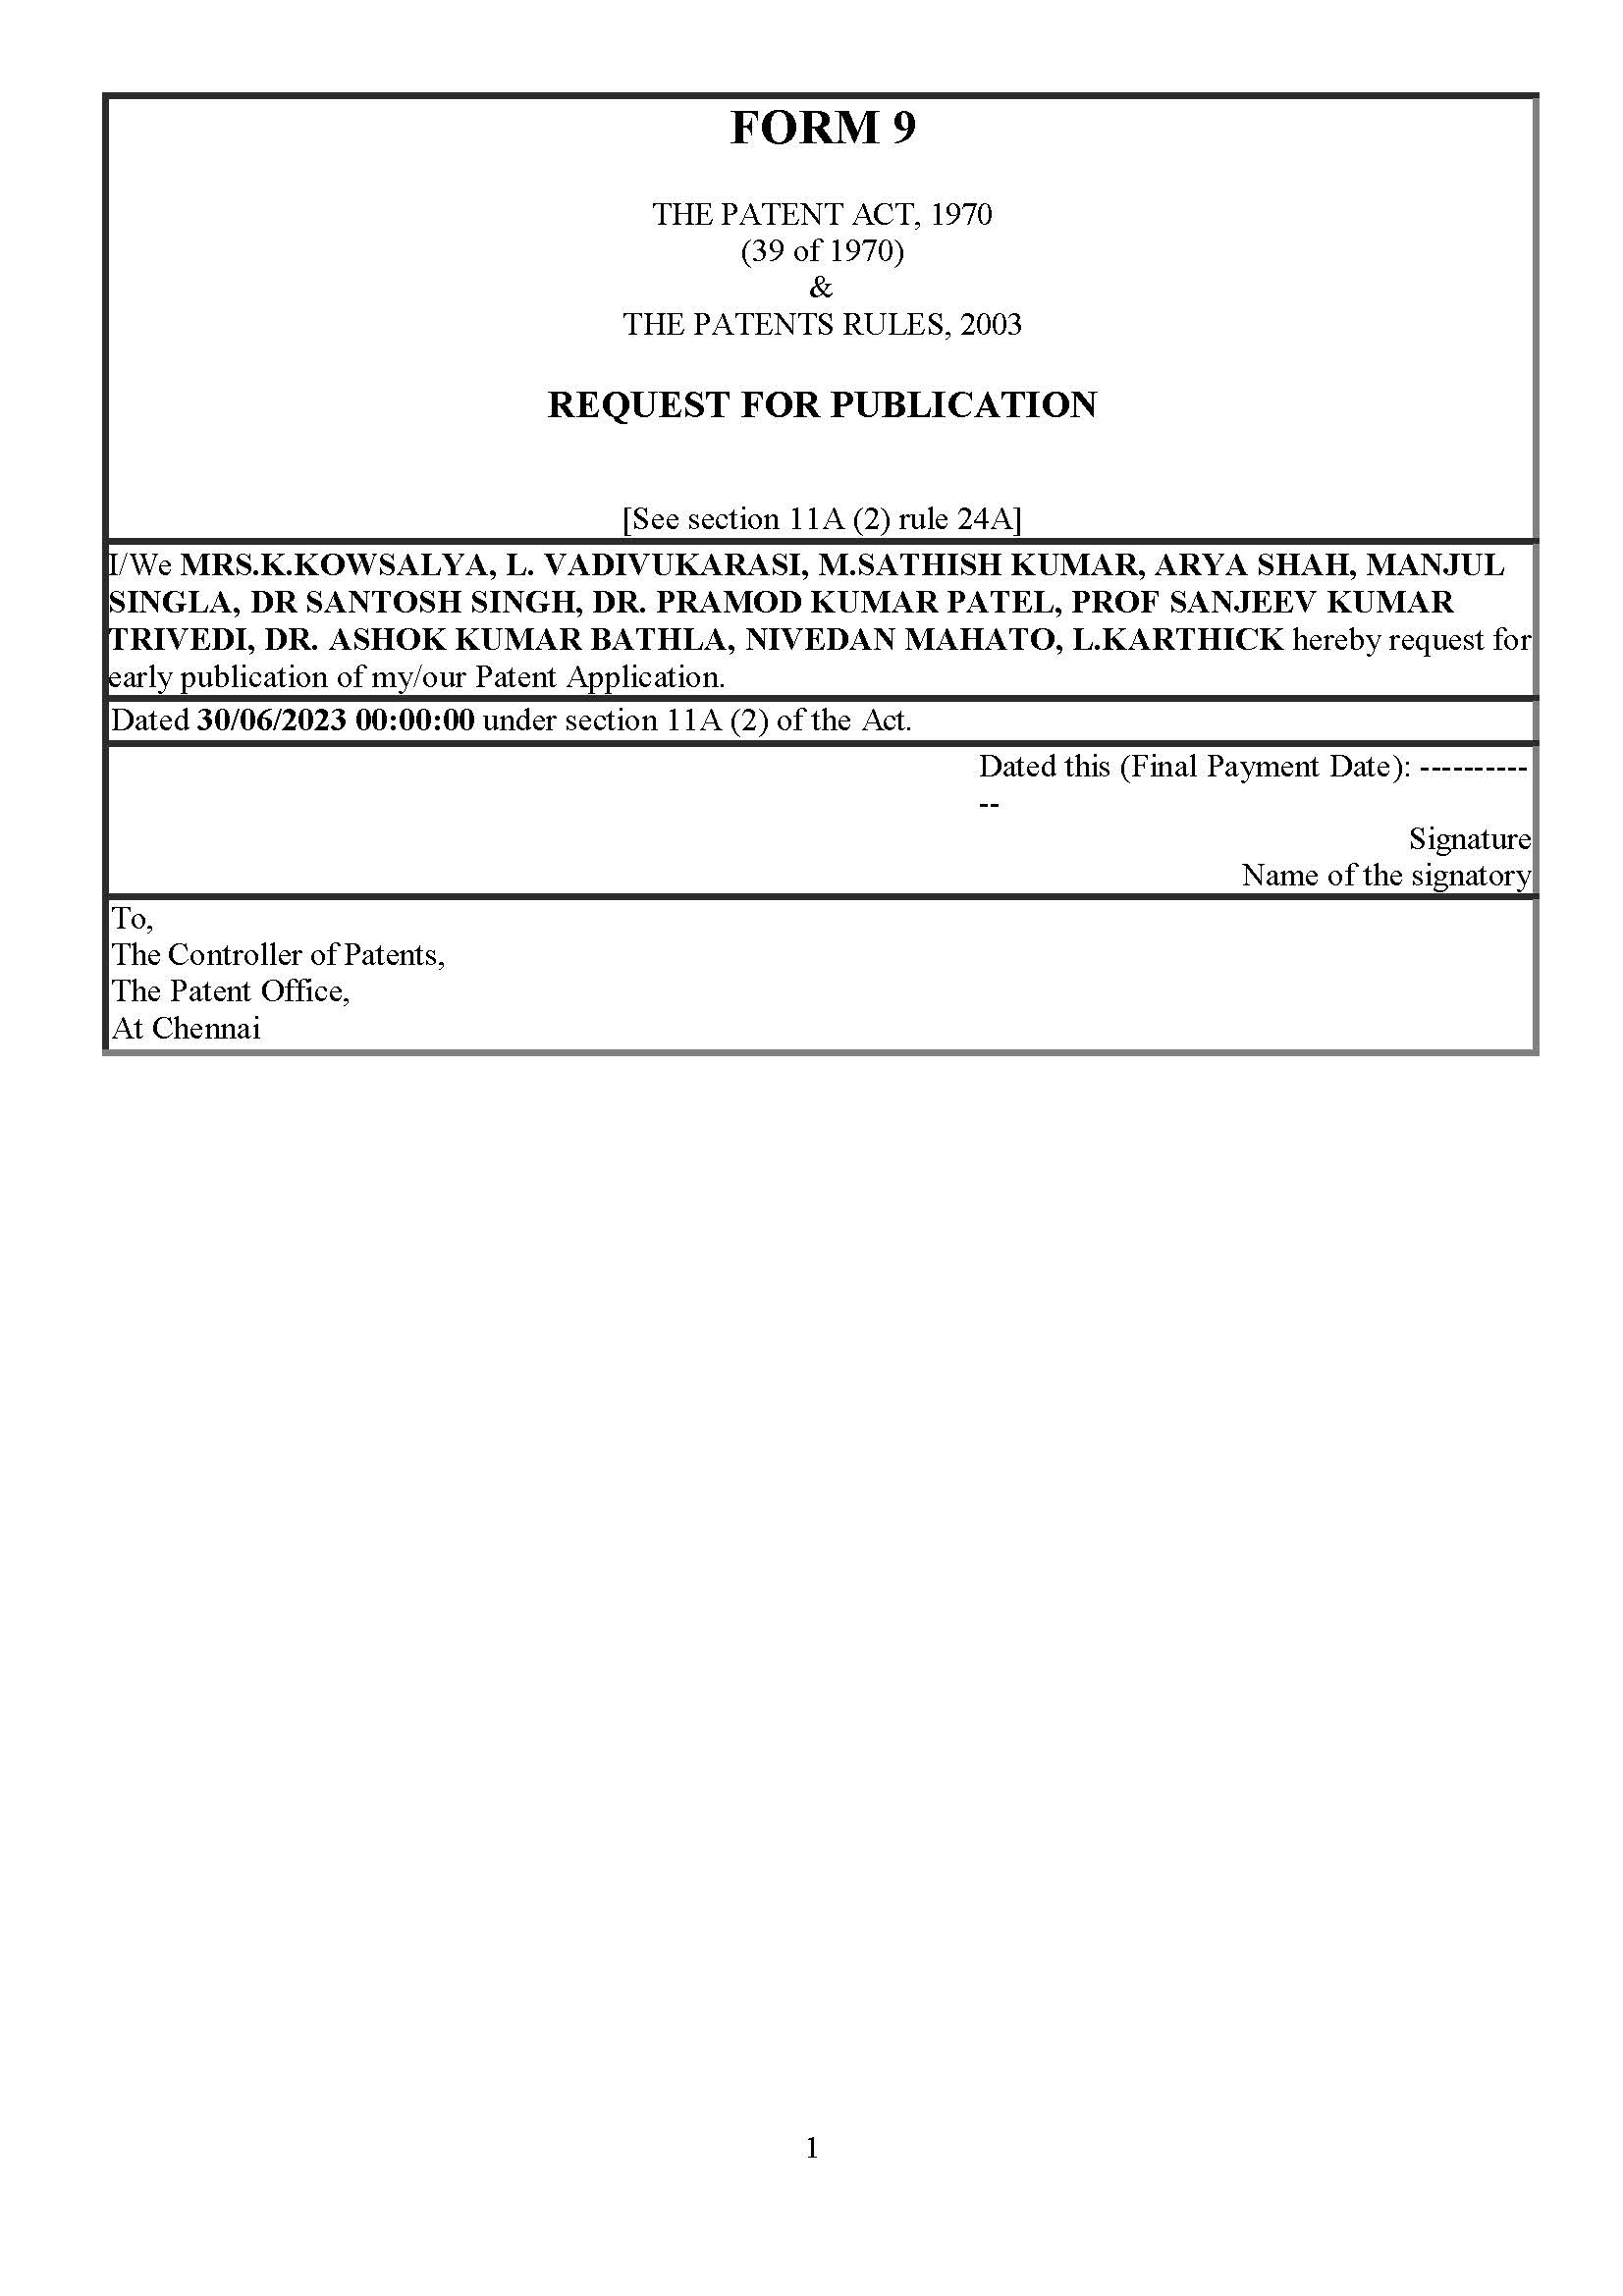 FORM 9
THE PATENT ACT, 1970
(39 of 1970)
&
THE PATENTS RULES, 2003
REQUEST FOR PUBLICATION
[See section 11A (2) rule 24A]
I/We MRS.K.KOWSALYA, L. VADIVUKARASI, M.SATHISH KUMAR, ARYA SHAH, MANJUL
SINGLA, DR SANTOSH SINGH, DR. PRAMOD KUMAR PATEL, PROF SANJEEV KUMAR
TRIVEDI, DR. ASHOK KUMAR BATHLA, NIVEDAN MAHATO, L.KARTHICK hereby request for
early publication of my/our Patent Application.
Dated 30/06/2023 00:00:00 under section 11A (2) of the Act.
Dated this (Final Payment Date): ----------
--
Signature
Name of the signatory
To,
The Controller of Patents,
The Patent Office,
At Chennai
1